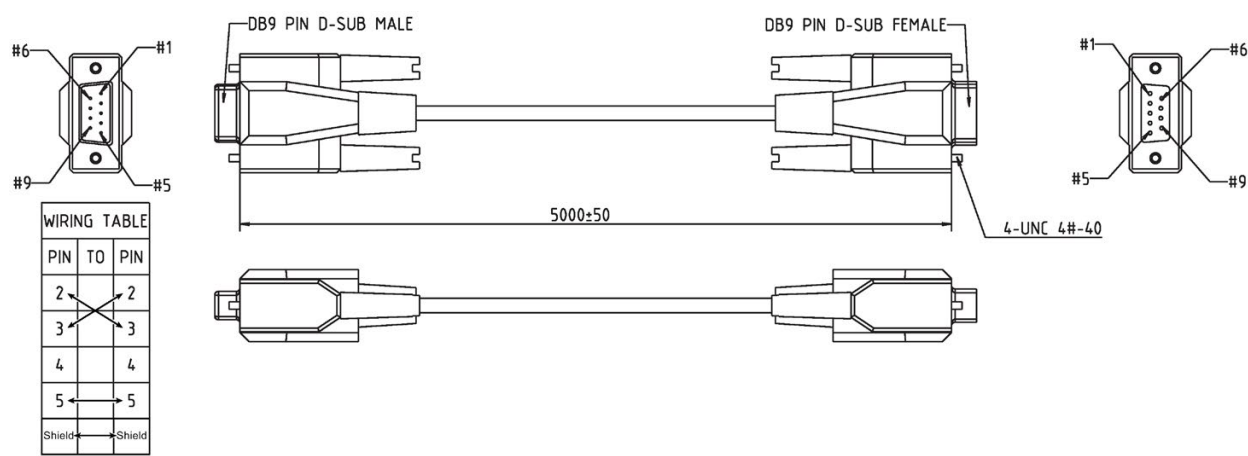 DB9 PIN D-SUB MALE
DB9 PIN D-SUB FEMALE
#6
#1
#9
#5
#1
#6
#5
#9
5000±50
4-UNC 4#-40
WIRING TABLE
PIN TO PIN
2 2
3 3
4 4
5 5
Shield Shield